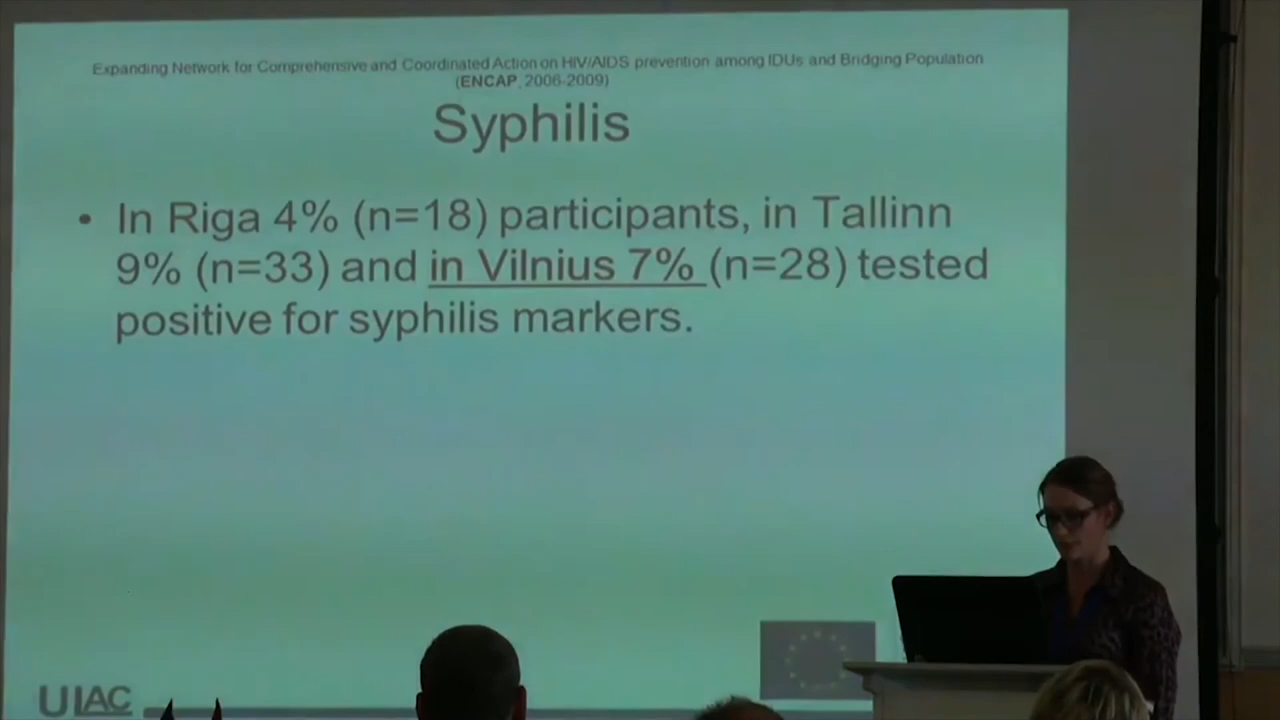 Expanding Network for Comprehensive and Coordinated Action on HIV/AIDS prevention among IDUs and Bridging Population
(ENCAP, 2006-2009)
Syphilis
• In Riga 4% (n=18) participants, in Tallinn
9% (n=33) and in Vilnius 7% (n=28) tested
positive for syphilis markers.
ULAC